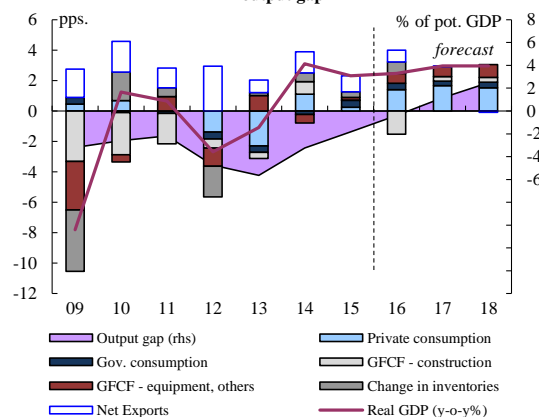 output gap
pps.
% of pot. GDP
6
4
2
0
-2
-4
-6
-8
-10
-12
8
6
4
2
0
-2
-4
-6
forecast
09 10 11 12 13 14 15 16 17 18
Output gap (rhs)
Private consumption
Gov. consumption
GFCF - construction
GFCF - equipment, others
Change in inventories
Net Exports
Real GDP (y-o-y%)